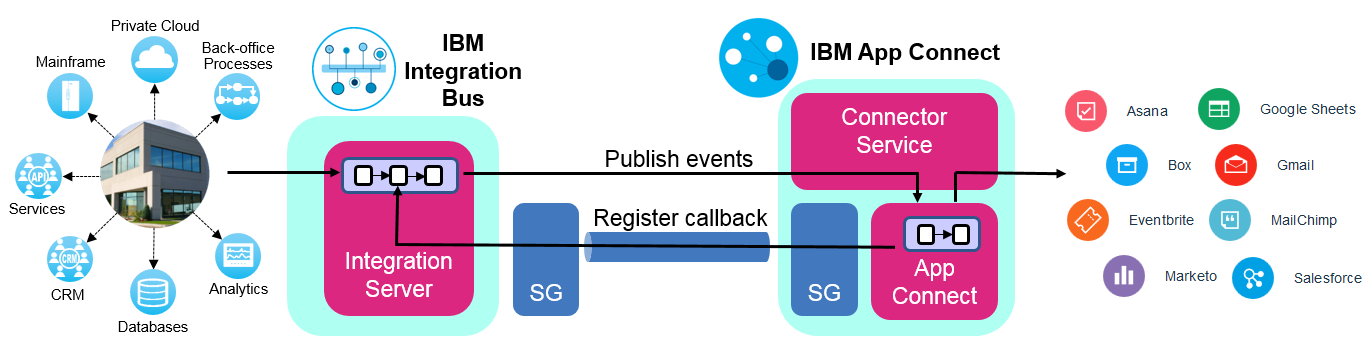 Private Cloud
Mainframe
Back-office
Processes
API
Services
CRM
CRM
Databases
Analytics
IBM
Integration
Bus
Integration
Server
Publish events
Register callback
SG
SG
IBM App Connect
Connector
Service
App
Connect
Asana
Google Sheets
Box
Gmail
Eventbrite
MailChimp
Marketo
Salesforce